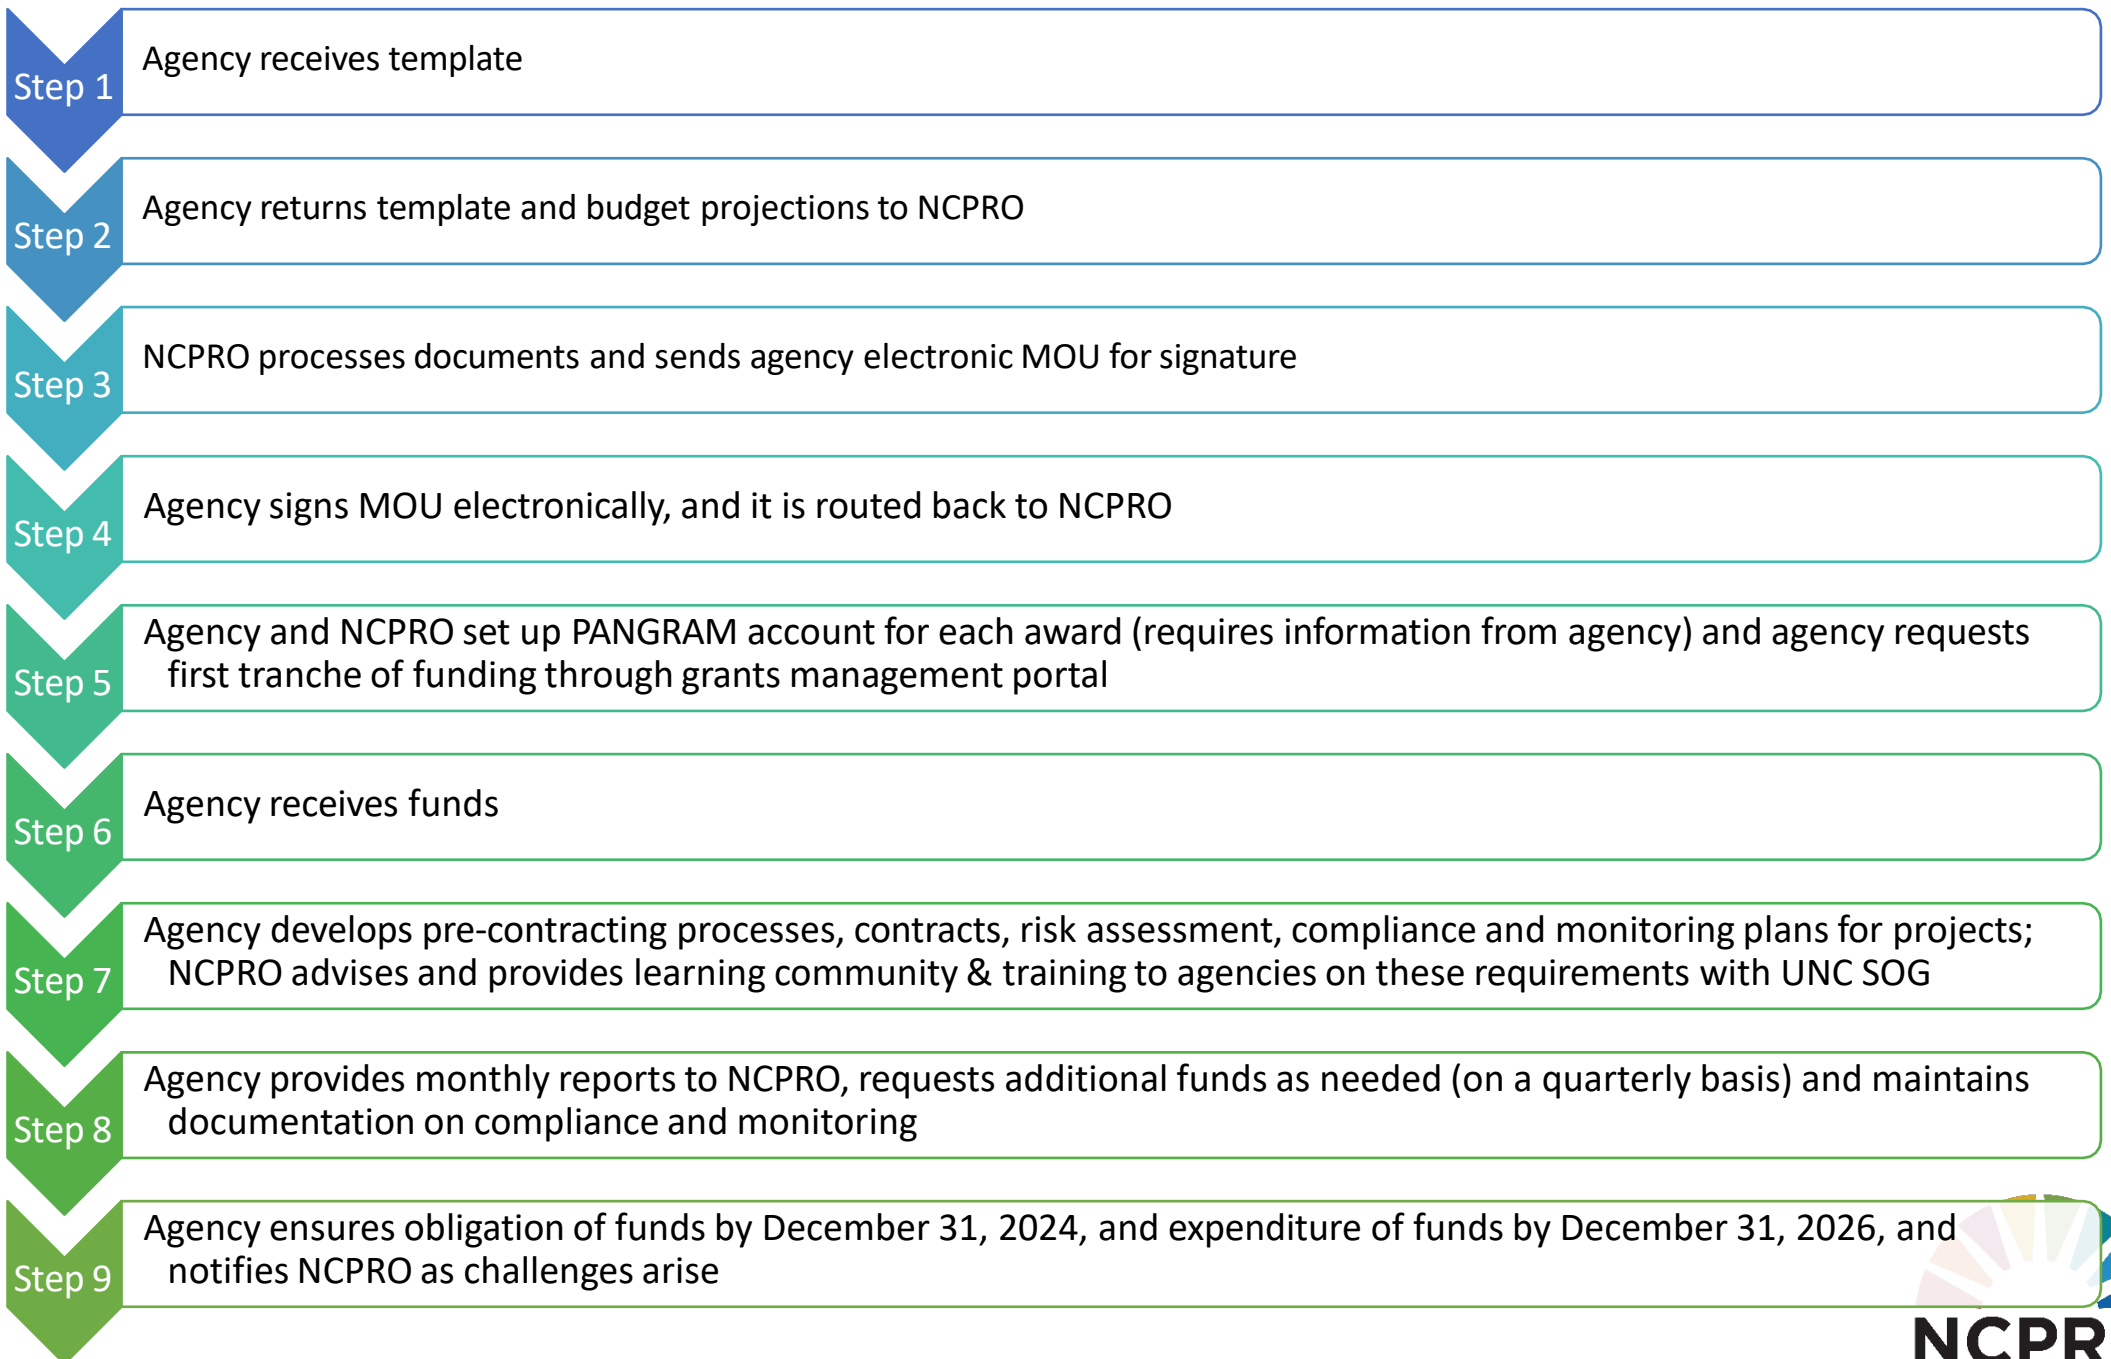 Step 1
Agency receives template
Step 2
Agency returns template and budget projections to NCPRO
Step 3
NCPRO processes documents and sends agency electronic MOU for signature
Step 4
Agency signs MOU electronically, and it is routed back to NCPRO
Step 5
Agency and NCPRO set up PANGRAM account for each award (requires information from agency) and agency requests
first tranche of funding through grants management portal
Step 6
Agency receives funds
Step 7
Agency develops pre-contracting processes, contracts, risk assessment, compliance and monitoring plans for projects;
NCPRO advises and provides learning community & training to agencies on these requirements with UNC SOG
Step 8
Agency provides monthly reports to NCPRO, requests additional funds as needed (on a quarterly basis) and maintains
documentation on compliance and monitoring
Step 9
Agency ensures obligation of funds by December 31, 2024, and expenditure of funds by December 31, 2026, and
notifies NCPRO as challenges arise
NCPR